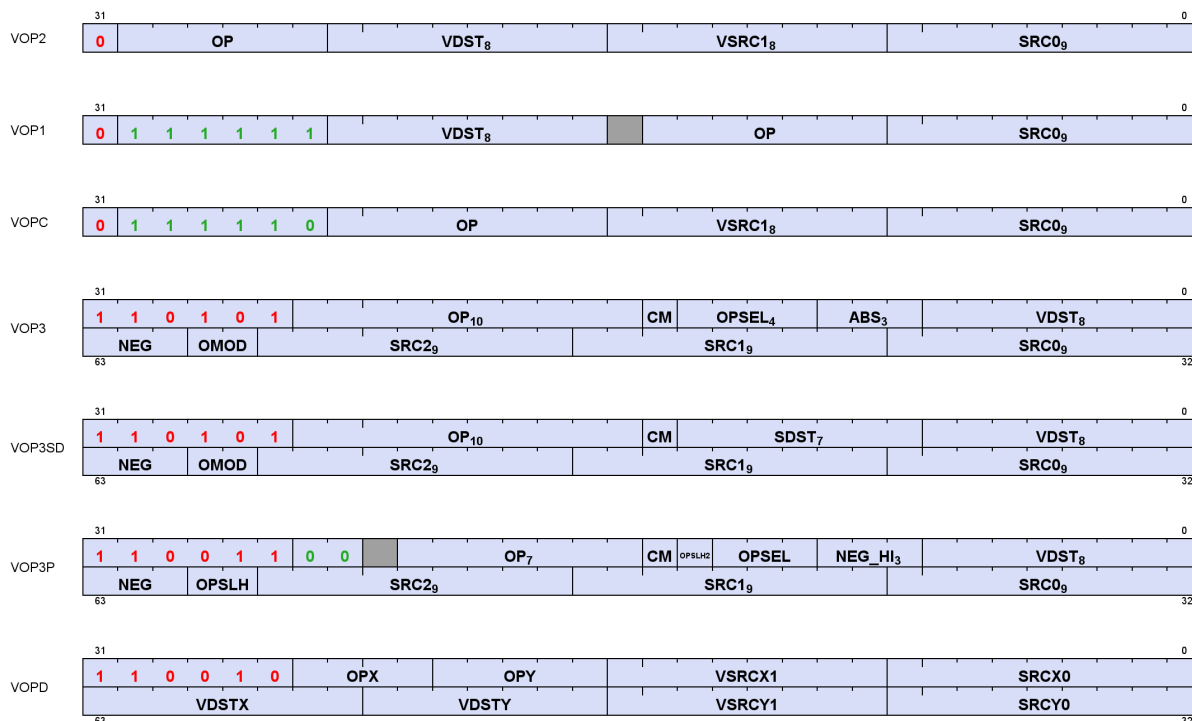 31 0
VOP2 0 OP VDST8 VSRC18 SRC09
31 0
VOP1 0 1 1 1 1 1 1 VDST8 OP SRC09
31 0
VOPC 0 1 1 1 1 1 0 OP VSRC18 SRC09
31 0
VOP3 1 1 0 1 0 1 OP10 CM OPSEL4 ABS3 VDST8
NEG OMOD SRC29 SRC19 SRC09
63 32
31 0
VOP3SD 1 1 0 1 0 1 OP10 CM SDST7 VDST8
NEG OMOD SRC29 SRC19 SRC09
63 32
31 0
VOP3P 1 1 0 0 1 1 0 0 OP7 CM OPSLH2 OPSEL NEG_HI3 VDST8
NEG OPSLH SRC29 SRC19 SRC09
63 32
31 0
VOPD 1 1 0 0 1 0 OPX OPY VSRCX1 SRCX0
VDSTX VDSTY VSRCY1 SRCY0
63 32